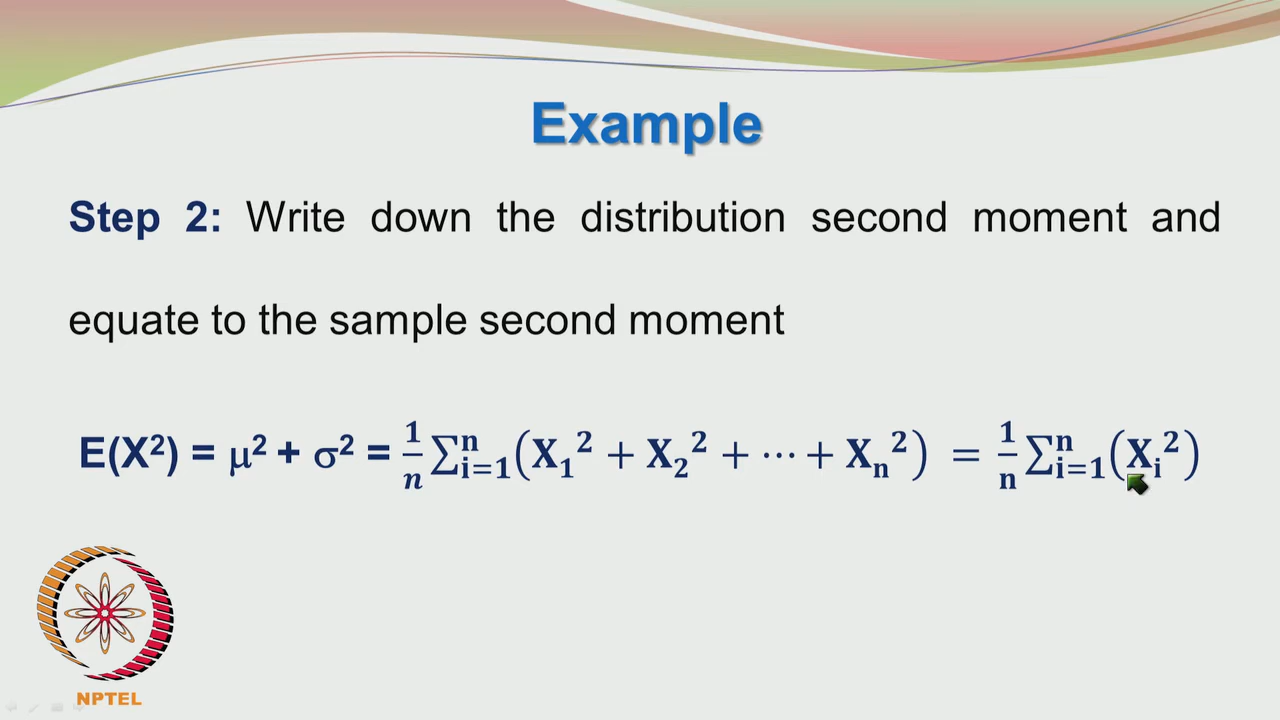 Example
Step 2: Write down the distribution second moment and
equate to the sample second moment
E(X²) = μ² + σ² = 1/n ∑ⁿᵢ₌₁(X₁² + X₂² + ⋯ + Xₙ²) = 1/n ∑ⁿᵢ₌₁(Xᵢ²)
NPTEL